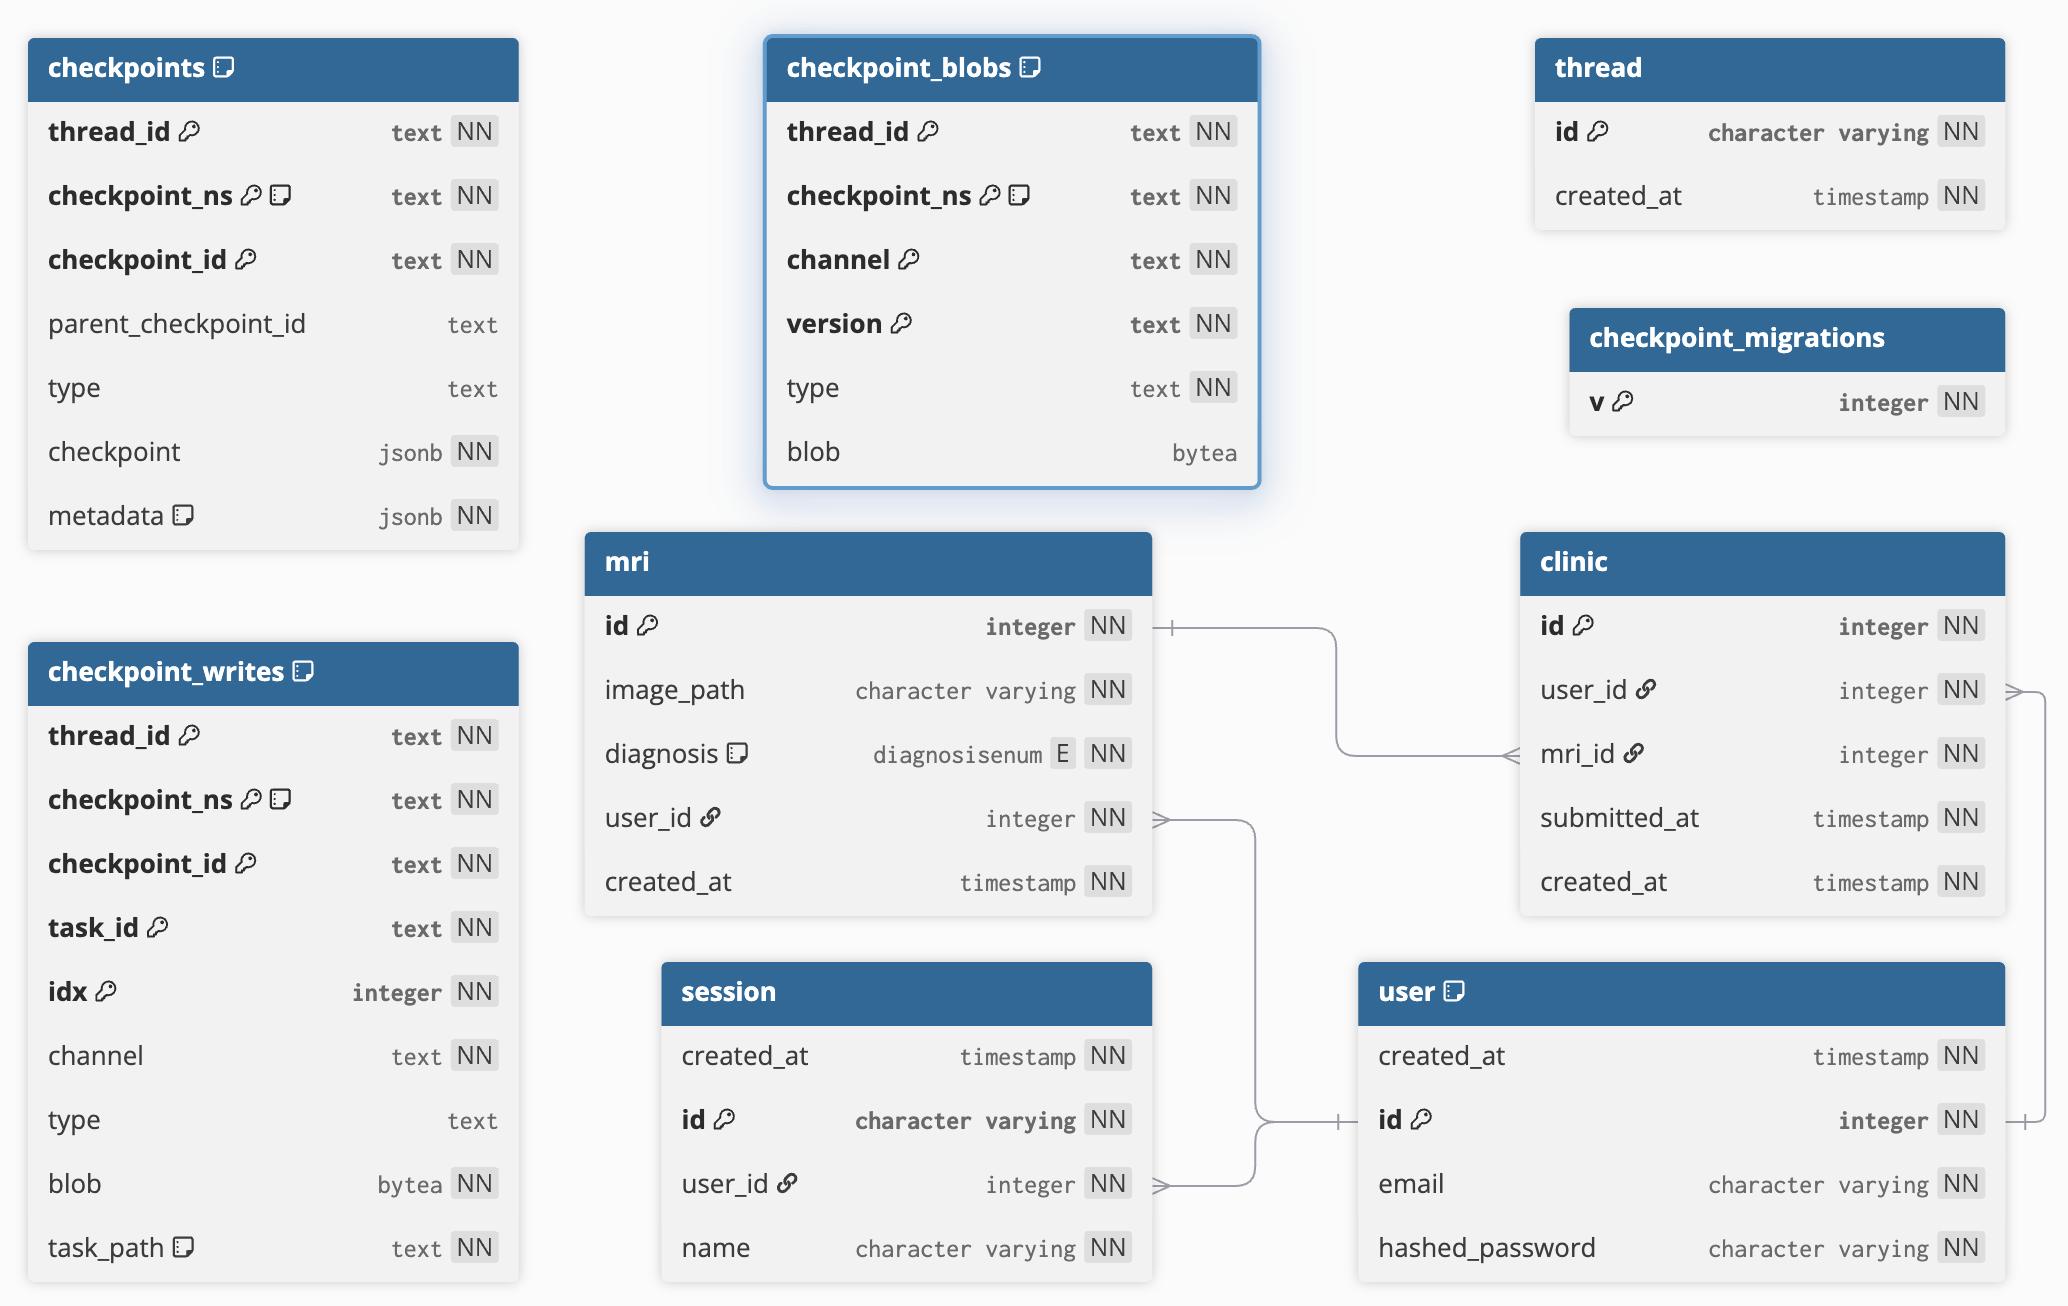 checkpoints
thread_id text NN
checkpoint_ns text NN
checkpoint_id text NN
parent_checkpoint_id text
type text
checkpoint jsonb NN
metadata jsonb NN
checkpoint_blobs
thread_id text NN
checkpoint_ns text NN
channel text NN
version text NN
type text NN
blob bytea
thread
id character varying NN
created_at timestamp NN
checkpoint_migrations
v integer NN
mri
id integer NN
image_path character varying NN
diagnosis diagnosisenum E NN
user_id integer NN
created_at timestamp NN
clinic
id integer NN
user_id integer NN
mri_id integer NN
submitted_at timestamp NN
created_at timestamp NN
checkpoint_writes
thread_id text NN
checkpoint_ns text NN
checkpoint_id text NN
task_id text NN
idx integer NN
channel text NN
type text
blob bytea NN
task_path text NN
session
created_at timestamp NN
id character varying NN
user_id integer NN
name character varying NN
user
created_at timestamp NN
id integer NN
email character varying NN
hashed_password character varying NN